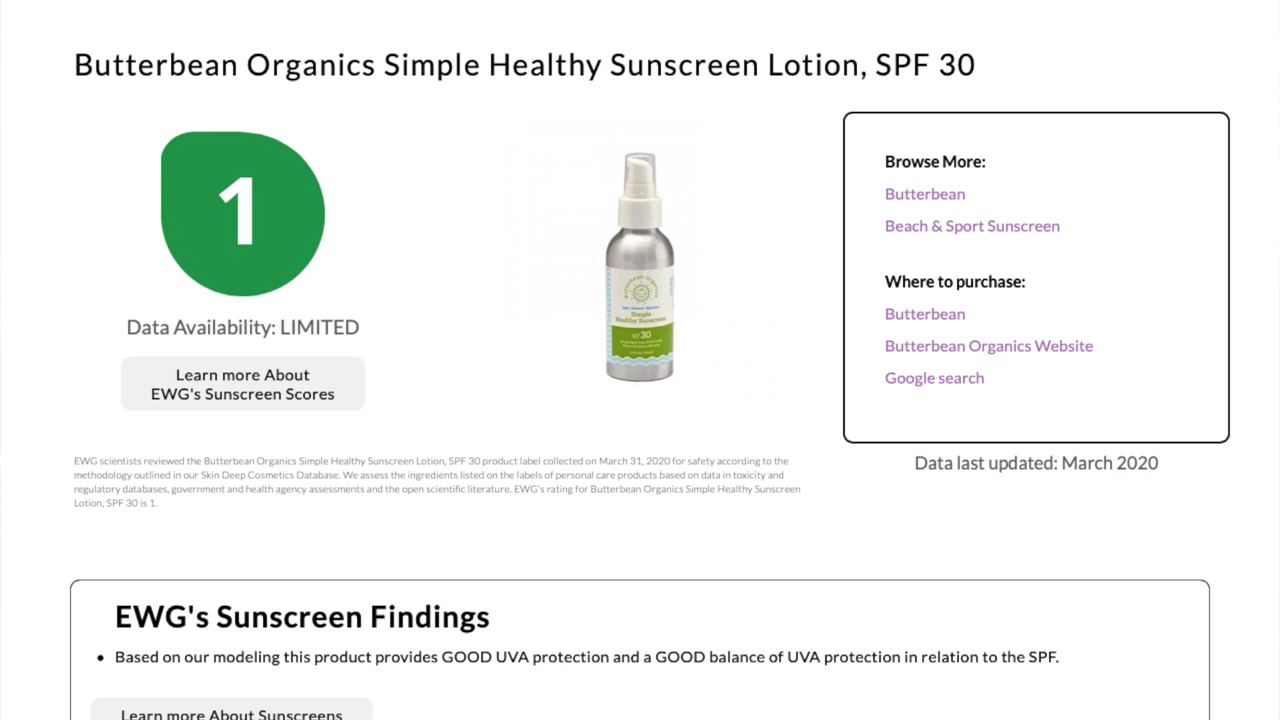 Butterbean Organics Simple Healthy Sunscreen Lotion, SPF 30
1
Data Availability: LIMITED
Learn more About
EWG's Sunscreen Scores
Simple
Healthy Sunscreen
SPF 30
Browse More:
Butterbean
Beach & Sport Sunscreen
Where to purchase:
Butterbean
Butterbean Organics Website
Google search
Data last updated: March 2020
EWG scientists reviewed the Butterbean Organics Simple Healthy Sunscreen Lotion, SPF 30 product label collected on March 31, 2020 for safety according to the
methodology outlined in our Skin Deep Cosmetics Database. We assess the ingredients listed on the labels of personal care products based on data in toxicity and
regulatory databases, government and health agency assessments and the open scientific literature. EWG's rating for Butterbean Organics Simple Healthy Sunscreen
Lotion, SPF 30 is 1.
EWG's Sunscreen Findings
• Based on our modeling this product provides GOOD UVA protection and a GOOD balance of UVA protection in relation to the SPF.
Learn more About Sunscreens